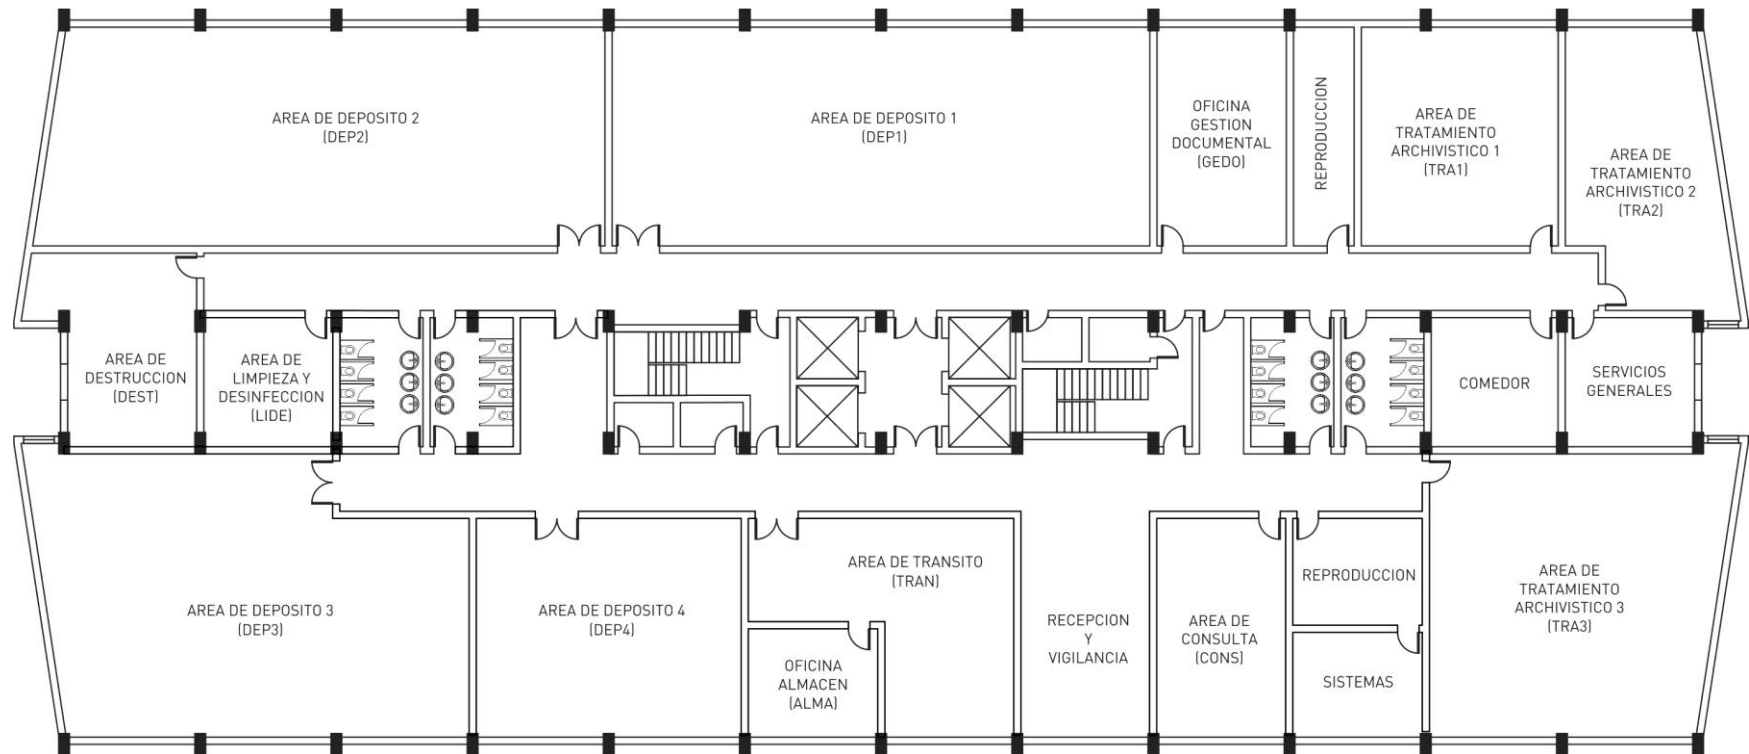 AREA DE DEPOSITO 2
(DEP2)
AREA DE DEPOSITO 1
(DEP1)
OFICINA
GESTION
DOCUMENTAL
(GEDO)
REPRODUCCION
AREA DE
TRATAMIENTO
ARCHIVISTICO 1
(TRA1)
AREA DE
TRATAMIENTO
ARCHIVISTICO 2
(TRA2)
AREA DE
DESTRUCCION
(DEST)
AREA DE
LIMPIEZA Y
DESINFECCION
(LIDE)
COMEDOR
SERVICIOS
GENERALES
AREA DE DEPOSITO 3
(DEP3)
AREA DE DEPOSITO 4
(DEP4)
AREA DE TRANSITO
(TRAN)
OFICINA
ALMACEN
(ALMA)
RECEPCION
Y
VIGILANCIA
AREA DE
CONSULTA
(CONS)
REPRODUCCION
SISTEMAS
AREA DE
TRATAMIENTO
ARCHIVISTICO 3
(TRA3)